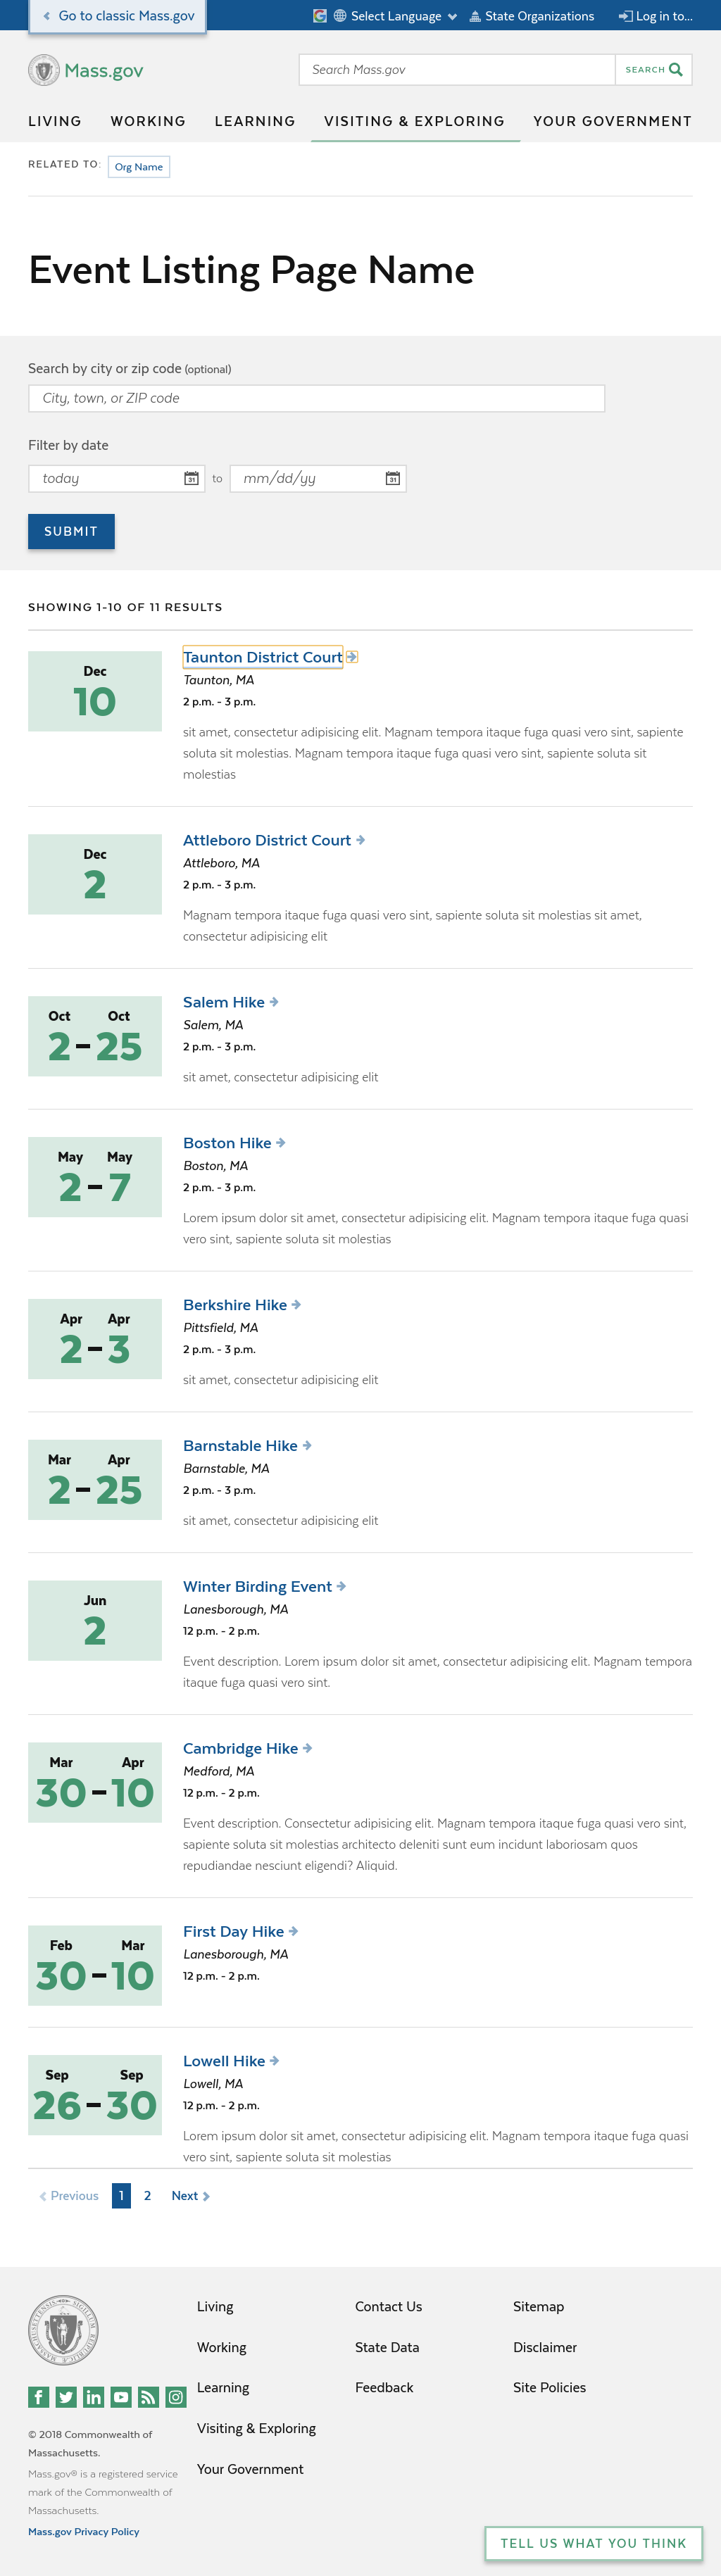 Go to classic Mass.gov
Select Language
State Organizations
Log in to...
Mass.gov
Search Mass.gov
SEARCH
LIVING
WORKING
LEARNING
VISITING & EXPLORING
YOUR GOVERNMENT
RELATED TO: Org Name
Event Listing Page Name
Search by city or zip code (optional)
City, town, or ZIP code
Filter by date
today
31
to
mm/dd/yy
31
SUBMIT
SHOWING 1-10 OF 11 RESULTS
Dec
10
Taunton District Court
Taunton, MA
2 p.m. - 3 p.m.
sit amet, consectetur adipisicing elit. Magnam tempora itaque fuga quasi vero sint, sapiente
soluta sit molestias. Magnam tempora itaque fuga quasi vero sint, sapiente soluta sit
molestias
Dec
2
Attleboro District Court
Attleboro, MA
2 p.m. - 3 p.m.
Magnam tempora itaque fuga quasi vero sint, sapiente soluta sit molestias sit amet,
consectetur adipisicing elit
Oct Oct
2 - 25
Salem Hike
Salem, MA
2 p.m. - 3 p.m.
sit amet, consectetur adipisicing elit
May May
2 - 7
Boston Hike
Boston, MA
2 p.m. - 3 p.m.
Lorem ipsum dolor sit amet, consectetur adipisicing elit. Magnam tempora itaque fuga quasi
vero sint, sapiente soluta sit molestias
Apr Apr
2 - 3
Berkshire Hike
Pittsfield, MA
2 p.m. - 3 p.m.
sit amet, consectetur adipisicing elit
Mar Apr
2 - 25
Barnstable Hike
Barnstable, MA
2 p.m. - 3 p.m.
sit amet, consectetur adipisicing elit
Jun
2
Winter Birding Event
Lanesborough, MA
12 p.m. - 2 p.m.
Event description. Lorem ipsum dolor sit amet, consectetur adipisicing elit. Magnam tempora
itaque fuga quasi vero sint.
Mar Apr
30 - 10
Cambridge Hike
Medford, MA
12 p.m. - 2 p.m.
Event description. Consectetur adipisicing elit. Magnam tempora itaque fuga quasi vero sint,
sapiente soluta sit molestias architecto deleniti sunt eum incidunt laboriosam quos
repudiandae nesciunt eligendi? Aliquid.
Feb Mar
30 - 10
First Day Hike
Lanesborough, MA
12 p.m. - 2 p.m.
Sep Sep
26 - 30
Lowell Hike
Lowell, MA
12 p.m. - 2 p.m.
Lorem ipsum dolor sit amet, consectetur adipisicing elit. Magnam tempora itaque fuga quasi
vero sint, sapiente soluta sit molestias
Previous 1 2 Next
Living
Working
Learning
Visiting & Exploring
Your Government
Contact Us
State Data
Feedback
Sitemap
Disclaimer
Site Policies
© 2018 Commonwealth of
Massachusetts.
Mass.gov® is a registered service
mark of the Commonwealth of
Massachusetts.
Mass.gov Privacy Policy
TELL US WHAT YOU THINK